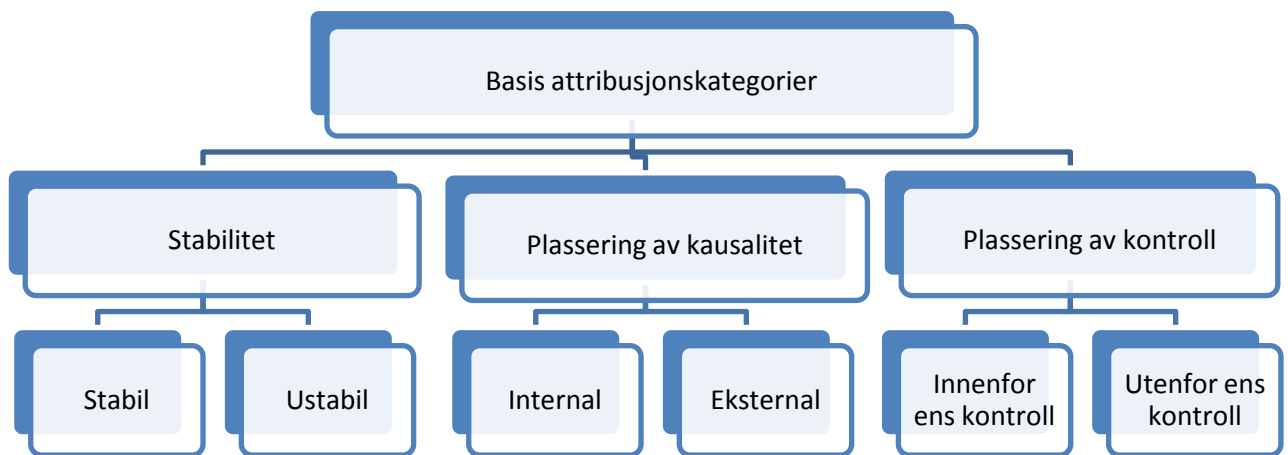 Basis attribusjonskategorier
Stabilitet
Plassering av kausalitet
Plassering av kontroll
Stabil
Ustabil
Internal
Eksternal
Innenfor
ens kontroll
Utenfor ens
kontroll